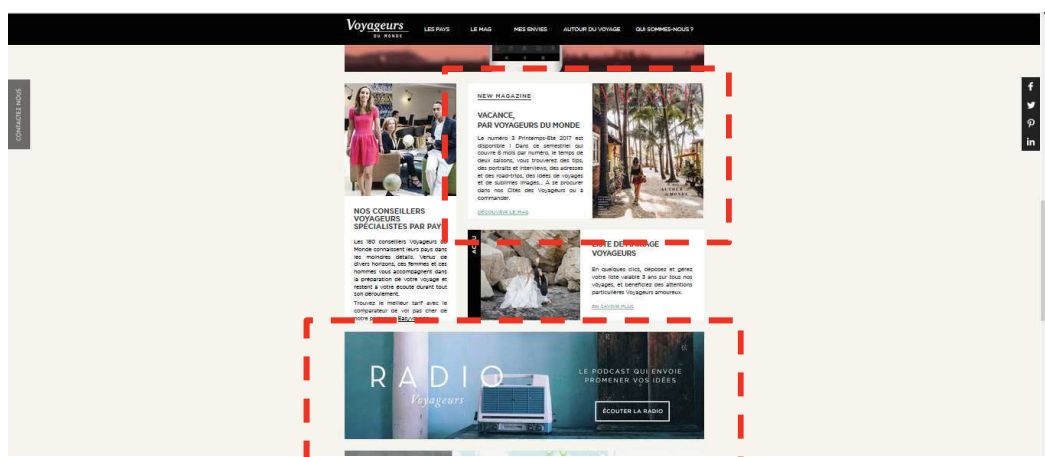 Voyageurs
DU MONDE
LES PAYS
LE MAG
MES ENVIES
AUTOUR DU VOYAGE
QUI SOMMES-NOUS ?
CONTACTEZ NOUS
NEW MAGAZINE
VACANCE,
PAR VOYAGEURS DU MONDE
Le numéro 3 Printemps-Eté 2017 est
disponible ! Dans ce semestriel qui
couvre 6 mois par numéro, le temps de
deux saisons, vous trouverez des tips,
des portraits et interviews, des adresses
et des road-trips, des idées de voyages
et de sublimes images... A se procurer
dans nos Cités des Voyageurs ou à
commander.
DÉCOUVRIR LE MAG
AUTHER
NOS CONSEILLERS
VOYAGEURS
SPÉCIALISTES PAR PAYS
Les 180 conseillers Voyageurs du
Monde connaissent leurs pays dans
les moindres détails. Venus de
divers horizons, ces femmes et ces
hommes vous accompagnent dans
la préparation de votre voyage et
restent à votre écoute durant tout
son déroulement.
Trouvez le meilleur tarif avec le
comparateur de vol pas cher de
notre
ACTU
LISTE DE MARIAGE
VOYAGEURS
En quelques clics, déposez et gérez
votre liste valable 3 ans sur tous nos
voyages, et bénéficiez des attentions
particulières Voyageurs amoureux.
EN SAVOIR PLUS
RADIO
Voyageurs
LE PODCAST QUI ENVOIE
PROMENER VOS IDÉES
ÉCOUTER LA RADIO